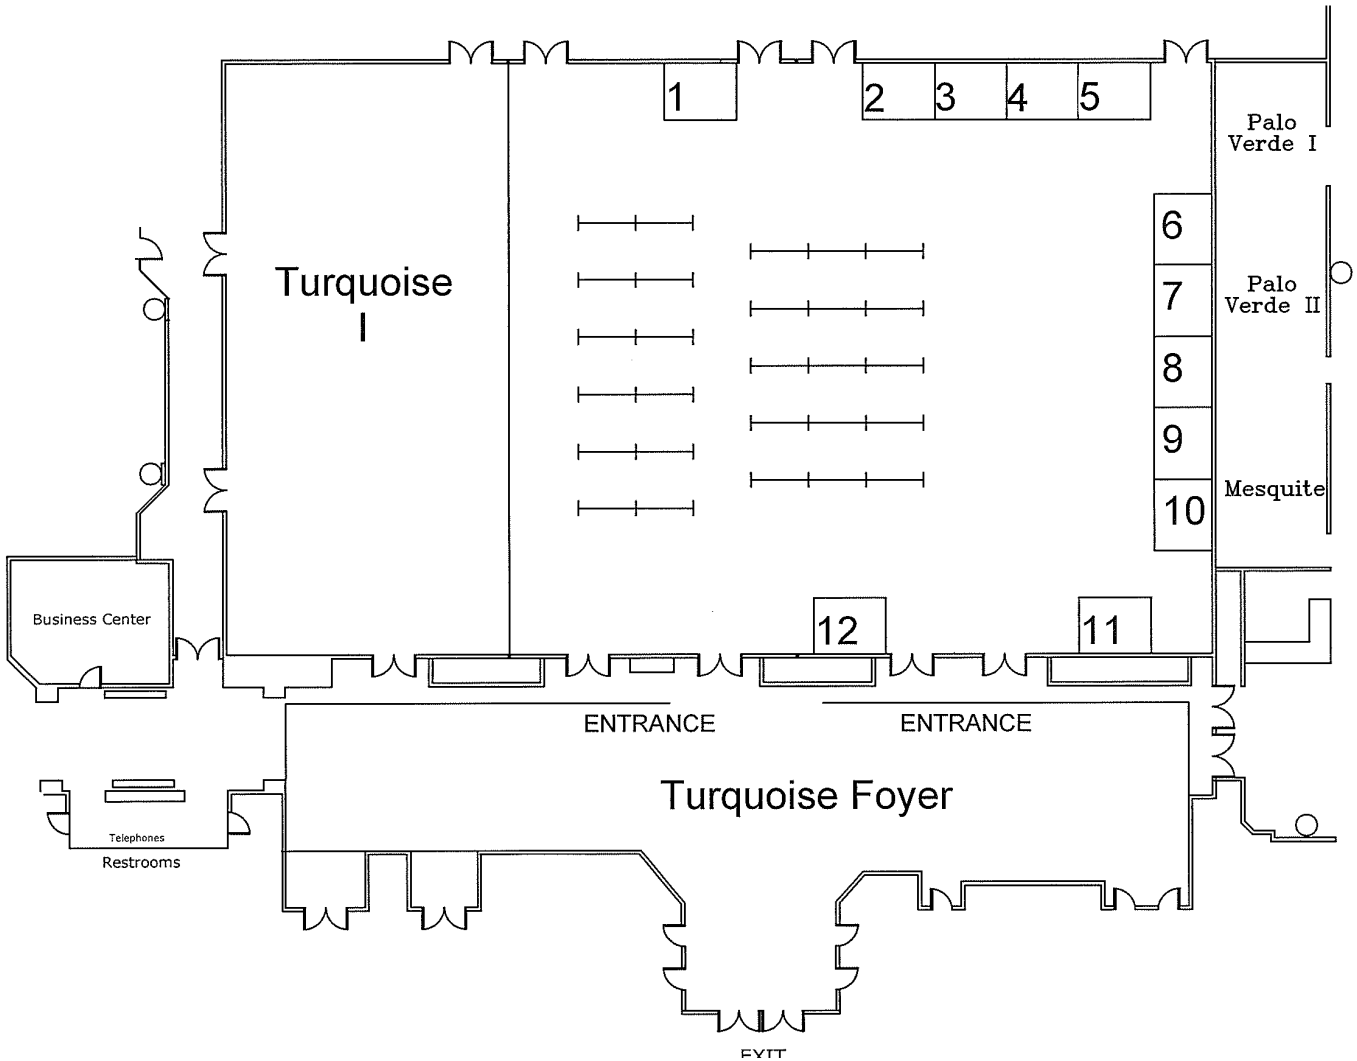 1
2
3
4
5
Palo
Verde I
6
Turquoise
I
Palo
Verde II
7
8
9
Mesquite
10
Business Center
12
11
ENTRANCE
ENTRANCE
Turquoise Foyer
Telephones
Restrooms
EXIT